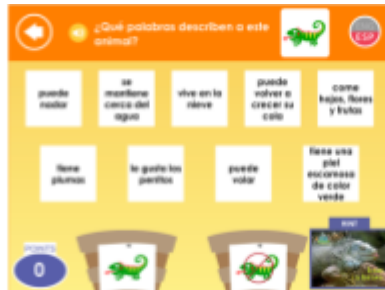 ¿Qué palabras describen a este
animal?
ESP
puede
nadar
se
mantiene
cerca del
agua
vive en la
nieve
puede
volver a
crecer su
cola
come
hojas, flores
y frutas
tiene
plumas
le gusta los
perritos
puede
volar
tiene una
piel
escamosa
de color
verde
POINTS
0
HINT